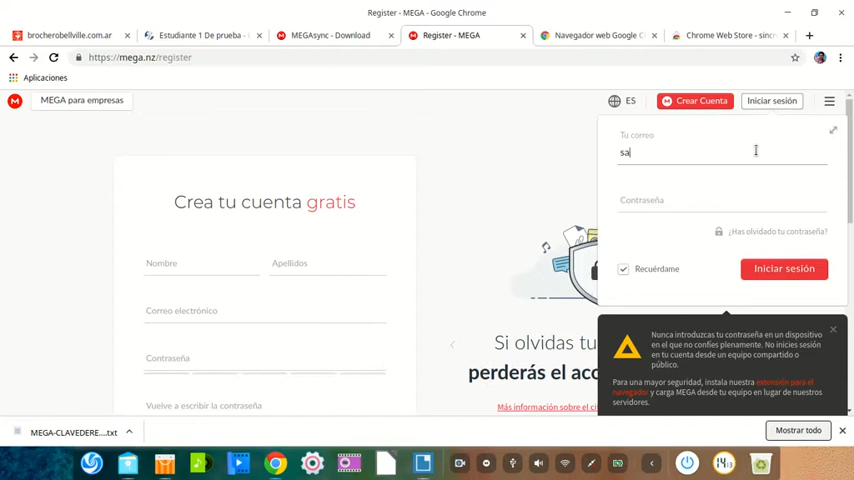 Register - MEGA - Google Chrome
brocherobellville.com.ar
Estudiante 1 De prueba - C
MEGAsync - Download
Register - MEGA
Navegador web Google C
Chrome Web Store - sinc
https://mega.nz/register
Aplicaciones
MEGA para empresas
ES
Crear Cuenta
Iniciar sesión
Tu correo
sa
Contraseña
¿Has olvidado tu contraseña?
Recuérdame
Iniciar sesión
Crea tu cuenta gratis
Nombre
Apellidos
Correo electrónico
Contraseña
Vuelve a escribir la contraseña
Si olvidas tu
perderás el acc
Más información sobre el ci
Nunca introduzcas tu contraseña en un dispositivo
en el que no confíes plenamente. No inicies sesión
en tu cuenta desde un equipo compartido o
público.
Para una mayor seguridad, instala nuestra extensión para el
navegador y carga MEGA desde tu equipo en lugar de nuestros
servidores.
MEGA-CLAVEDERE....txt
Mostrar todo